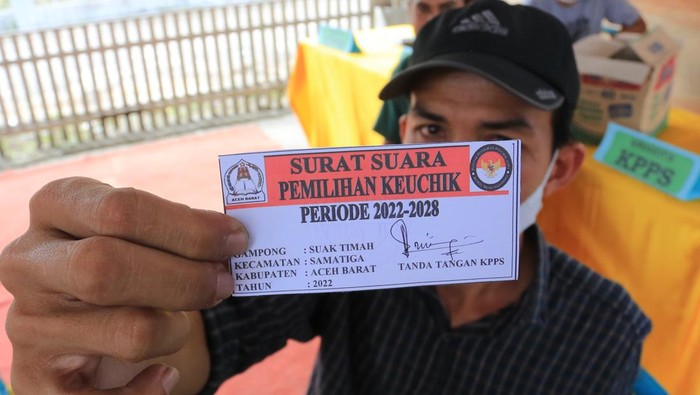 SURAT SUARA
PEMILIHAN KEUCHIK
PERIODE 2022-2028
ACEH BARAT
GAMPONG : SUAK TIMAH
KECAMATAN : SAMATIGA
KABUPATEN : ACEH BARAT
TAHUN : 2022
TANDA TANGAN KPPS
KPPS